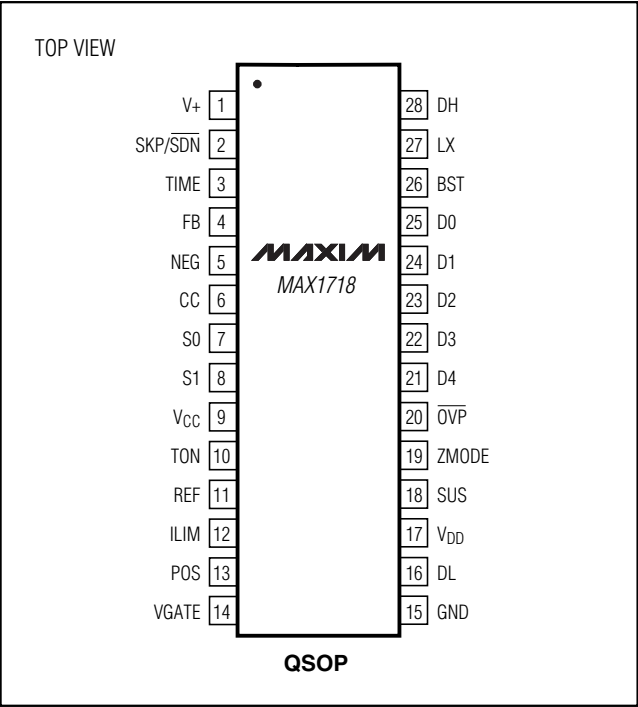 TOP VIEW
V+ 1
SKP/S̅D̅N̅ 2
TIME 3
FB 4
NEG 5
CC 6
S0 7
S1 8
VCC 9
TON 10
REF 11
ILIM 12
POS 13
VGATE 14
MAXIM
MAX1718
28 DH
27 LX
26 BST
25 D0
24 D1
23 D2
22 D3
21 D4
20 O̅V̅P̅
19 ZMODE
18 SUS
17 VDD
16 DL
15 GND
QSOP